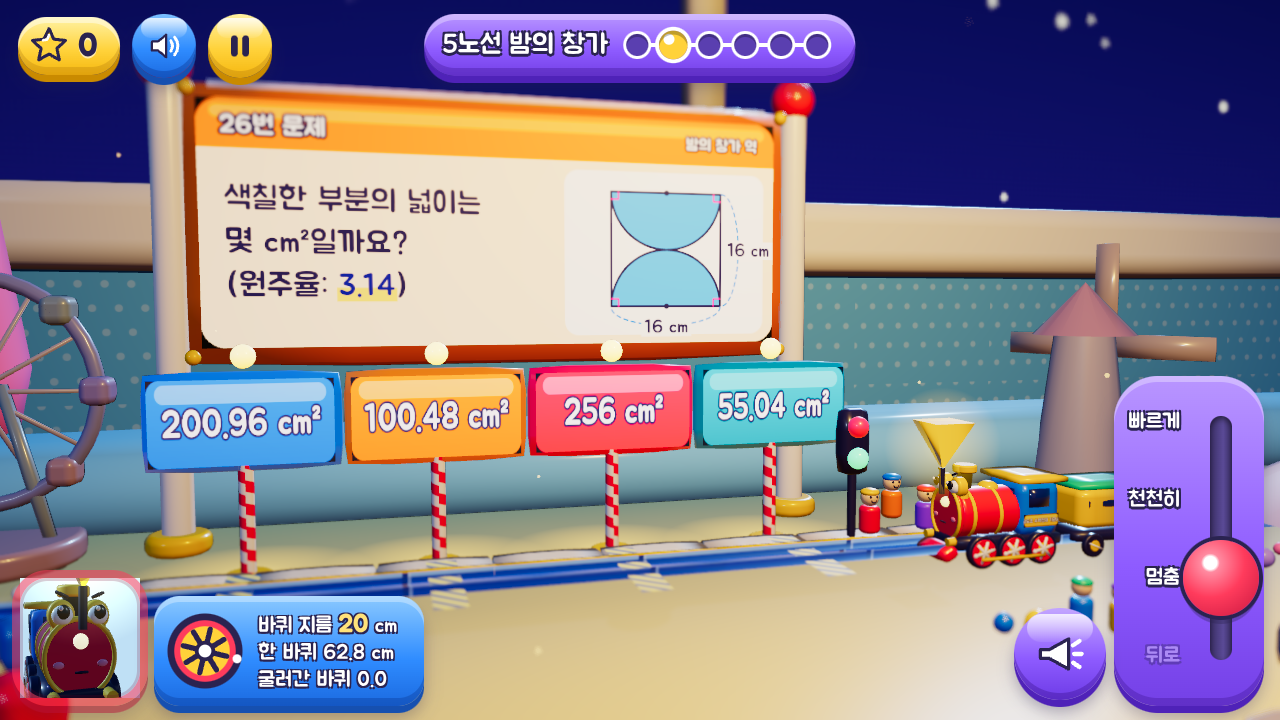 0
5노선 밤의 창가
26번 문제
밤의 창가 역
색칠한 부분의 넓이는
몇 cm²일까요?
(원주율: 3.14)
16 cm
16 cm
200.96 cm²
100.48 cm²
256 cm²
55.04 cm²
빠르게
천천히
멈춤
뒤로
바퀴 지름 20 cm
한 바퀴 62.8 cm
굴러간 바퀴 0.0